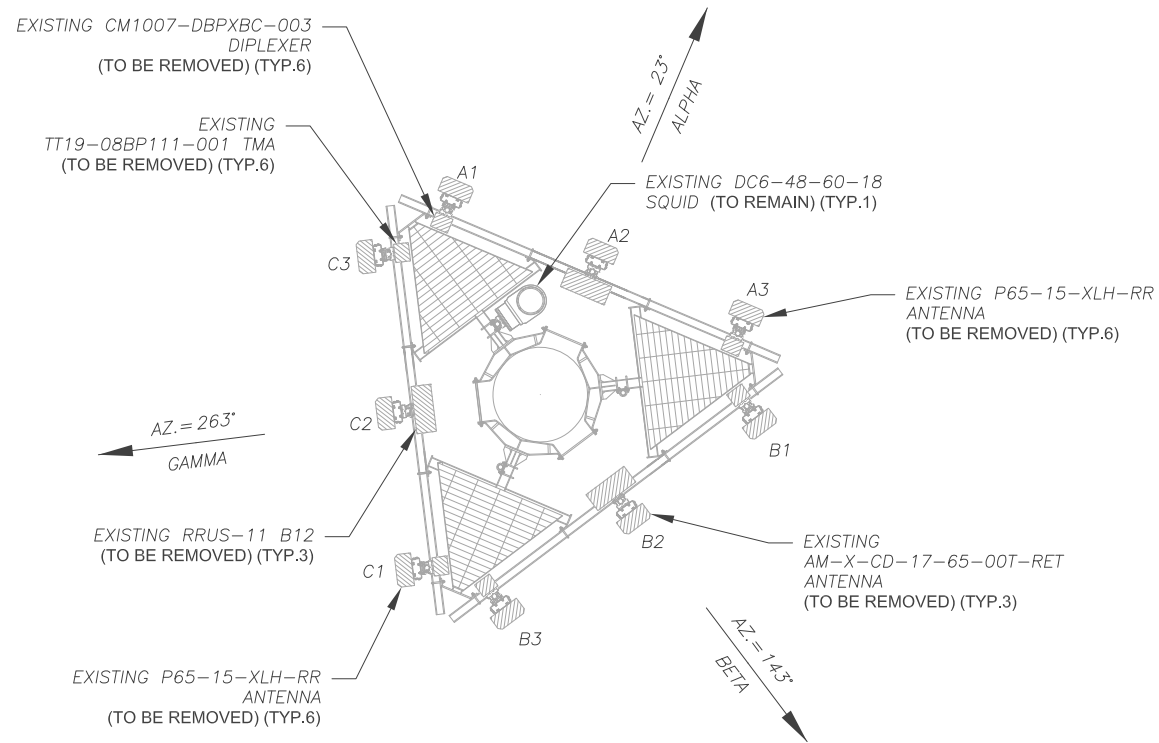 EXISTING CM1007-DBPXBC-003
DIPLEXER
(TO BE REMOVED) (TYP.6)
EXISTING
TT19-08BP111-001 TMA
(TO BE REMOVED) (TYP.6)
AZ.= 23°
ALPHA
EXISTING DC6-48-60-18
SQUID (TO REMAIN) (TYP.1)
A1
A2
A3
C3
EXISTING P65-15-XLH-RR
ANTENNA
(TO BE REMOVED) (TYP.6)
AZ.= 263°
GAMMA
C2
B1
EXISTING RRUS-11 B12
(TO BE REMOVED) (TYP.3)
B2
EXISTING
AM-X-CD-17-65-00T-RET
ANTENNA
(TO BE REMOVED) (TYP.3)
C1
B3
AZ.= 143°
BETA
EXISTING P65-15-XLH-RR
ANTENNA
(TO BE REMOVED) (TYP.6)